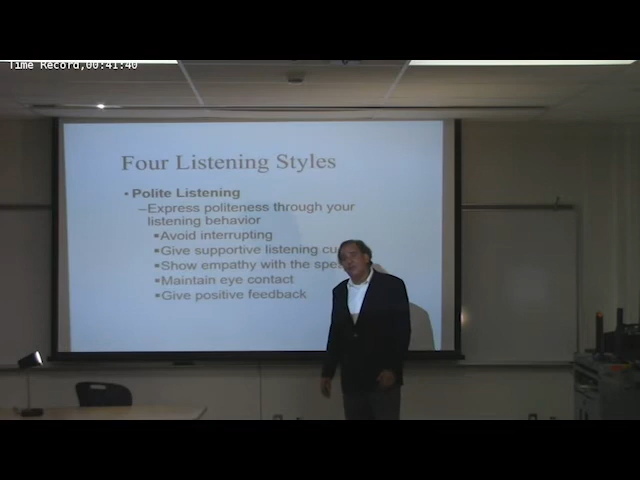 Time Record,00:41:40
Four Listening Styles
• Polite Listening
–Express politeness through your
listening behavior
▪Avoid interrupting
▪Give supportive listening
▪Show empathy with the
▪Maintain eye contact
▪Give positive feedback